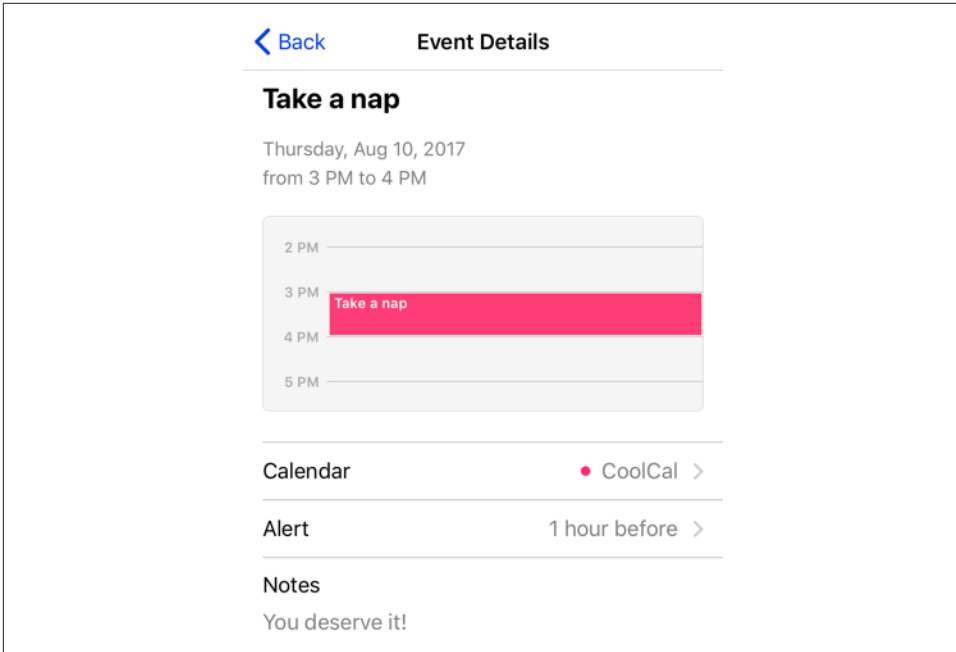 Back
Event Details
Take a nap
Thursday, Aug 10, 2017
from 3 PM to 4 PM
2 PM
3 PM
Take a nap
4 PM
5 PM
Calendar
CoolCal
Alert
1 hour before
Notes
You deserve it!